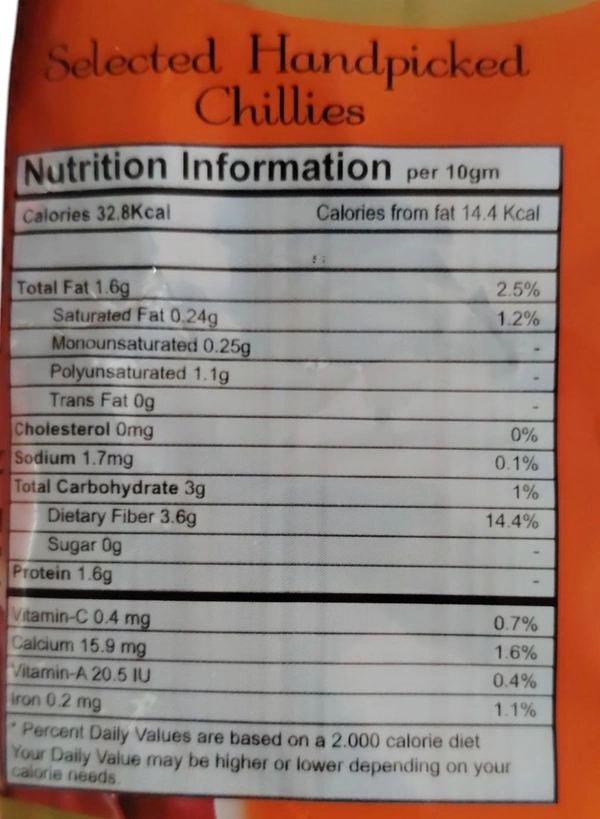 Selected Handpicked
Chillies
Nutrition Information per 10gm
Calories 32.8Kcal Calories from fat 14.4 Kcal
Total Fat 1.6g 2.5%
Saturated Fat 0.24g 1.2%
Monounsaturated 0.25g -
Polyunsaturated 1.1g -
Trans Fat 0g -
Cholesterol 0mg 0%
Sodium 1.7mg 0.1%
Total Carbohydrate 3g 1%
Dietary Fiber 3.6g 14.4%
Sugar 0g -
Protein 1.6g -
Vitamin-C 0.4 mg 0.7%
Calcium 15.9 mg 1.6%
Vitamin-A 20.5 IU 0.4%
Iron 0.2 mg 1.1%
* Percent Daily Values are based on a 2.000 calorie diet
Your Daily Value may be higher or lower depending on your
calorie needs.